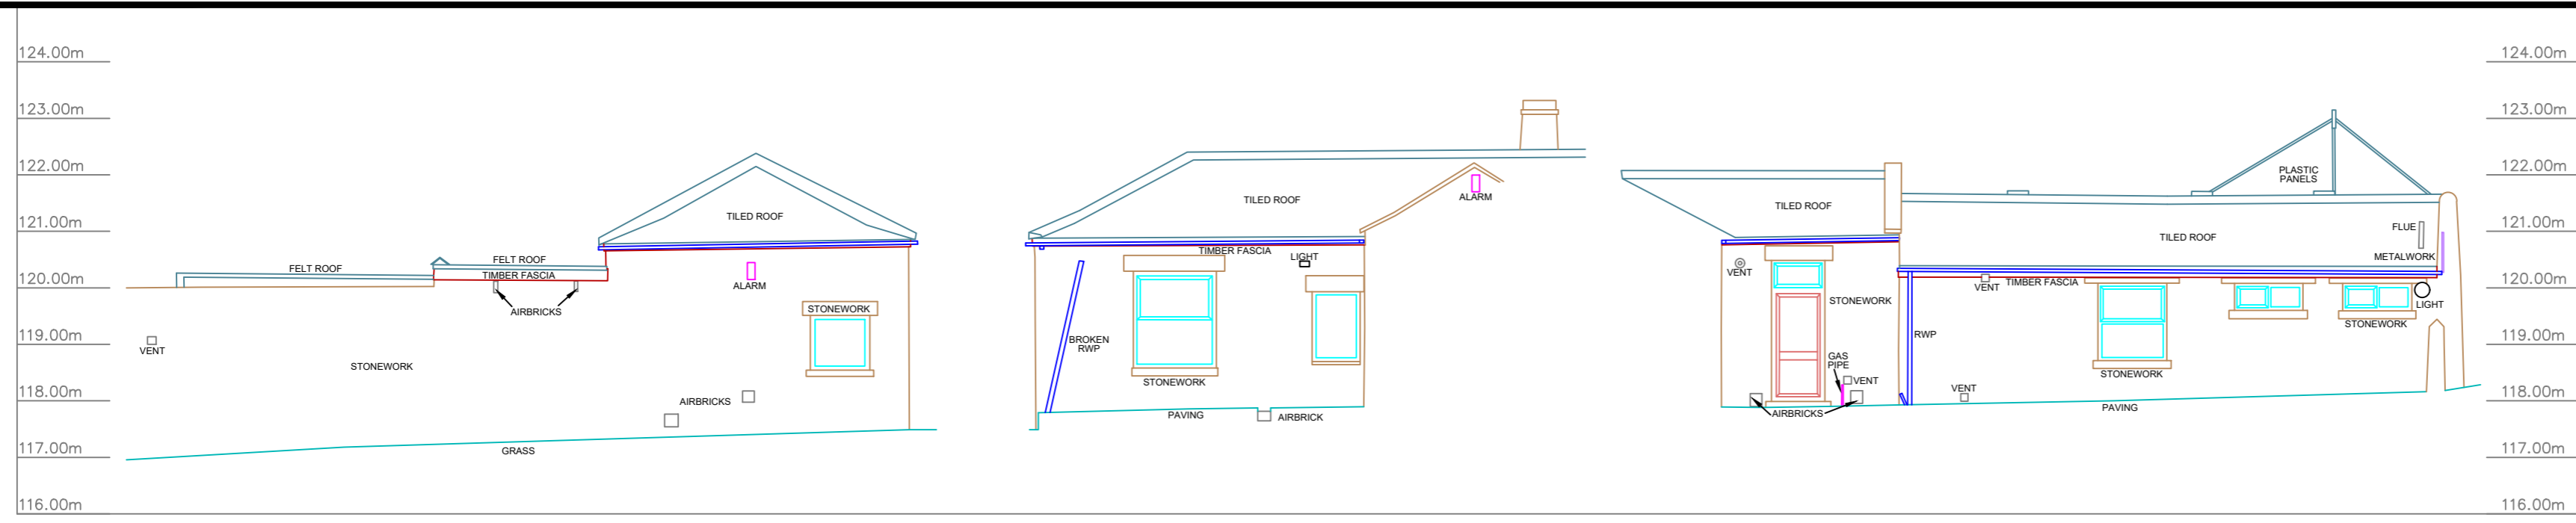 124.00m
123.00m
122.00m
121.00m
120.00m
119.00m
118.00m
117.00m
116.00m
FELT ROOF
FELT ROOF
TIMBER FASCIA
AIRBRICKS
VENT
STONEWORK
TILED ROOF
ALARM
STONEWORK
AIRBRICKS
GRASS
TILED ROOF
ALARM
TIMBER FASCIA
LIGHT
BROKEN
RWP
STONEWORK
PAVING
AIRBRICK
TILED ROOF
VENT
STONEWORK
GAS
PIPE
VENT
AIRBRICKS
RWP
PLASTIC
PANELS
TILED ROOF
FLUE
METALWORK
VENT
TIMBER FASCIA
LIGHT
STONEWORK
STONEWORK
VENT
PAVING
124.00m
123.00m
122.00m
121.00m
120.00m
119.00m
118.00m
117.00m
116.00m